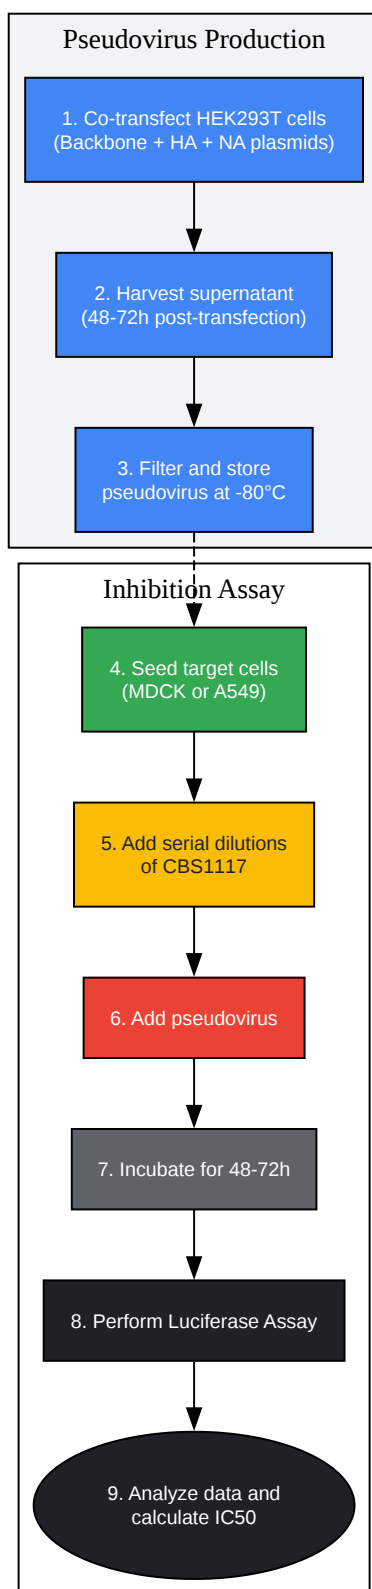 Pseudovirus Production
1. Co-transfect HEK293T cells
(Backbone + HA + NA plasmids)
2. Harvest supernatant
(48-72h post-transfection)
3. Filter and store
pseudovirus at -80°C
Inhibition Assay
4. Seed target cells
(MDCK or A549)
5. Add serial dilutions
of CBS1117
6. Add pseudovirus
7. Incubate for 48-72h
8. Perform Luciferase Assay
9. Analyze data and
calculate IC50